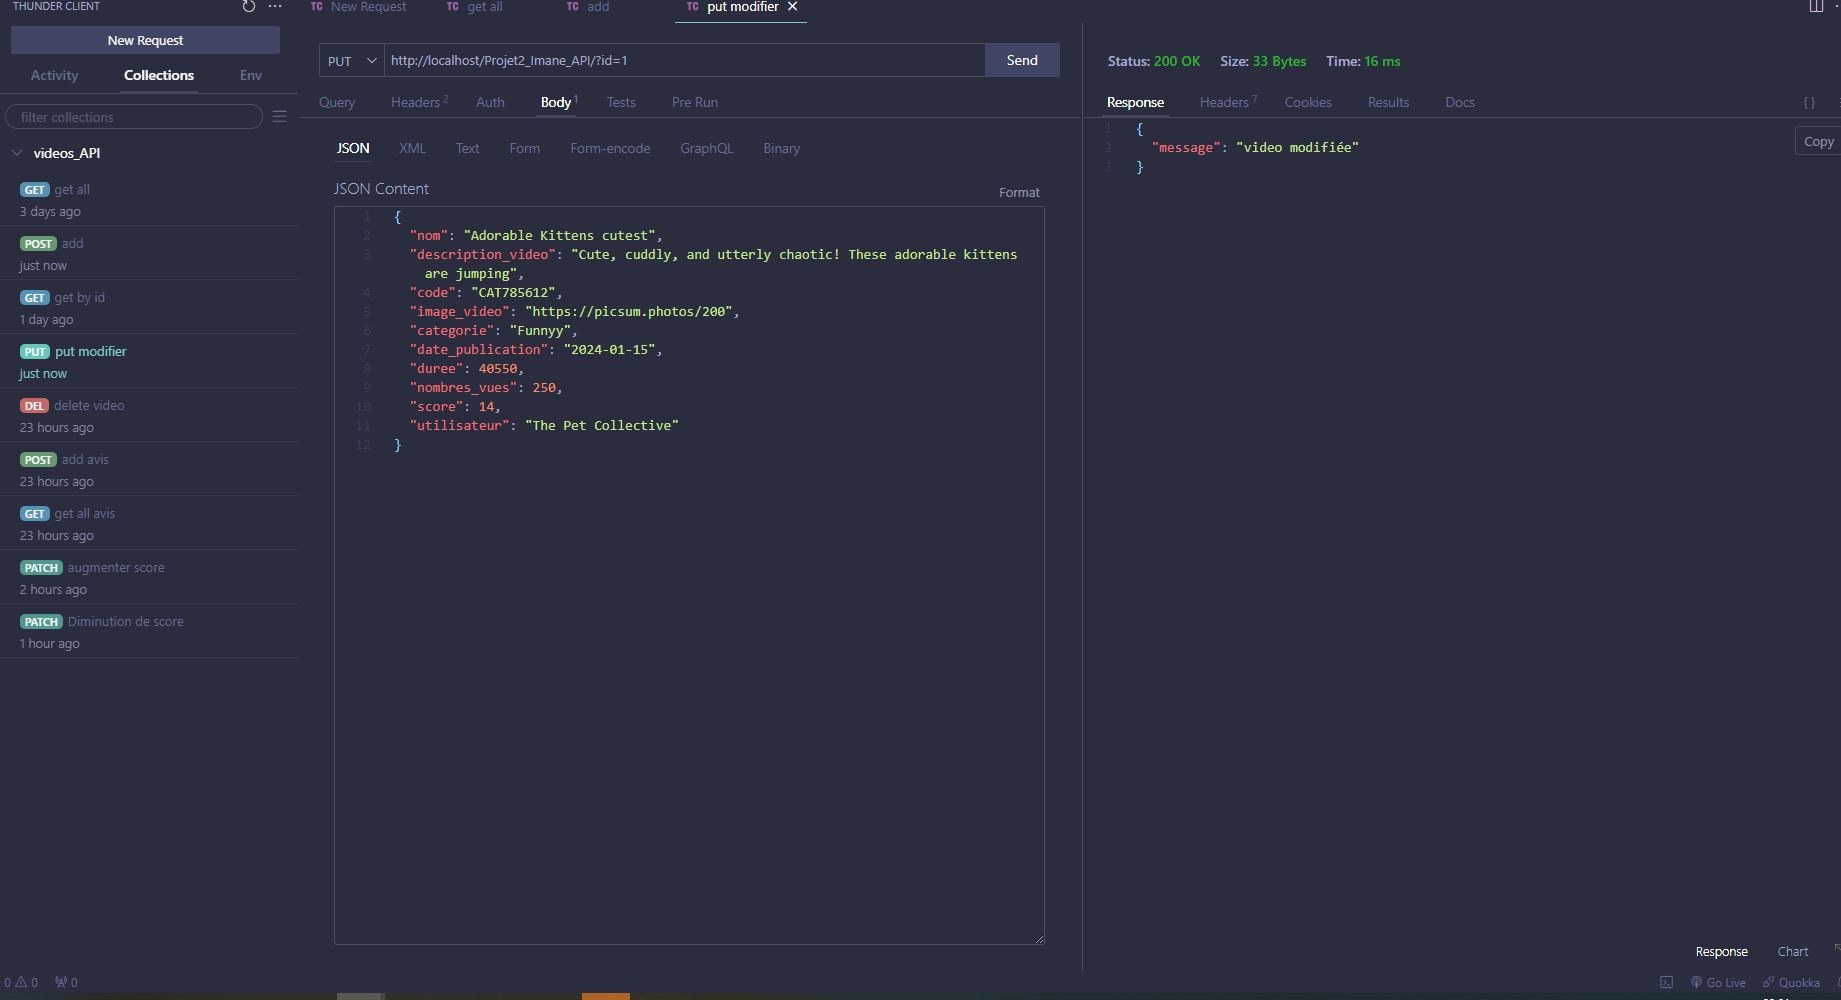 THUNDER CLIENT
New Request
Activity
Collections
Env
filter collections
videos_API
GET get all
3 days ago
POST add
just now
GET get by id
1 day ago
PUT put modifier
just now
DEL delete video
23 hours ago
POST add avis
23 hours ago
GET get all avis
23 hours ago
PATCH augmenter score
2 hours ago
PATCH Diminution de score
1 hour ago
TC New Request
TC get all
TC add
TC put modifier
PUT
http://localhost/Projet2_Imane_API/?id=1
Send
Query
Headers 2
Auth
Body 1
Tests
Pre Run
JSON
XML
Text
Form
Form-encode
GraphQL
Binary
JSON Content
Format
1 {
2 "nom": "Adorable Kittens cutest",
3 "description_video": "Cute, cuddly, and utterly chaotic! These adorable kittens
are jumping",
4 "code": "CAT785612",
5 "image_video": "https://picsum.photos/200",
6 "categorie": "Funnyy",
7 "date_publication": "2024-01-15",
8 "duree": 40550,
9 "nombres_vues": 250,
10 "score": 14,
11 "utilisateur": "The Pet Collective"
12 }
Status: 200 OK
Size: 33 Bytes
Time: 16 ms
Response
Headers 7
Cookies
Results
Docs
{ }
Copy
1 {
2 "message": "video modifiée"
3 }
Response
Chart
0 0
0
Go Live
Quokka